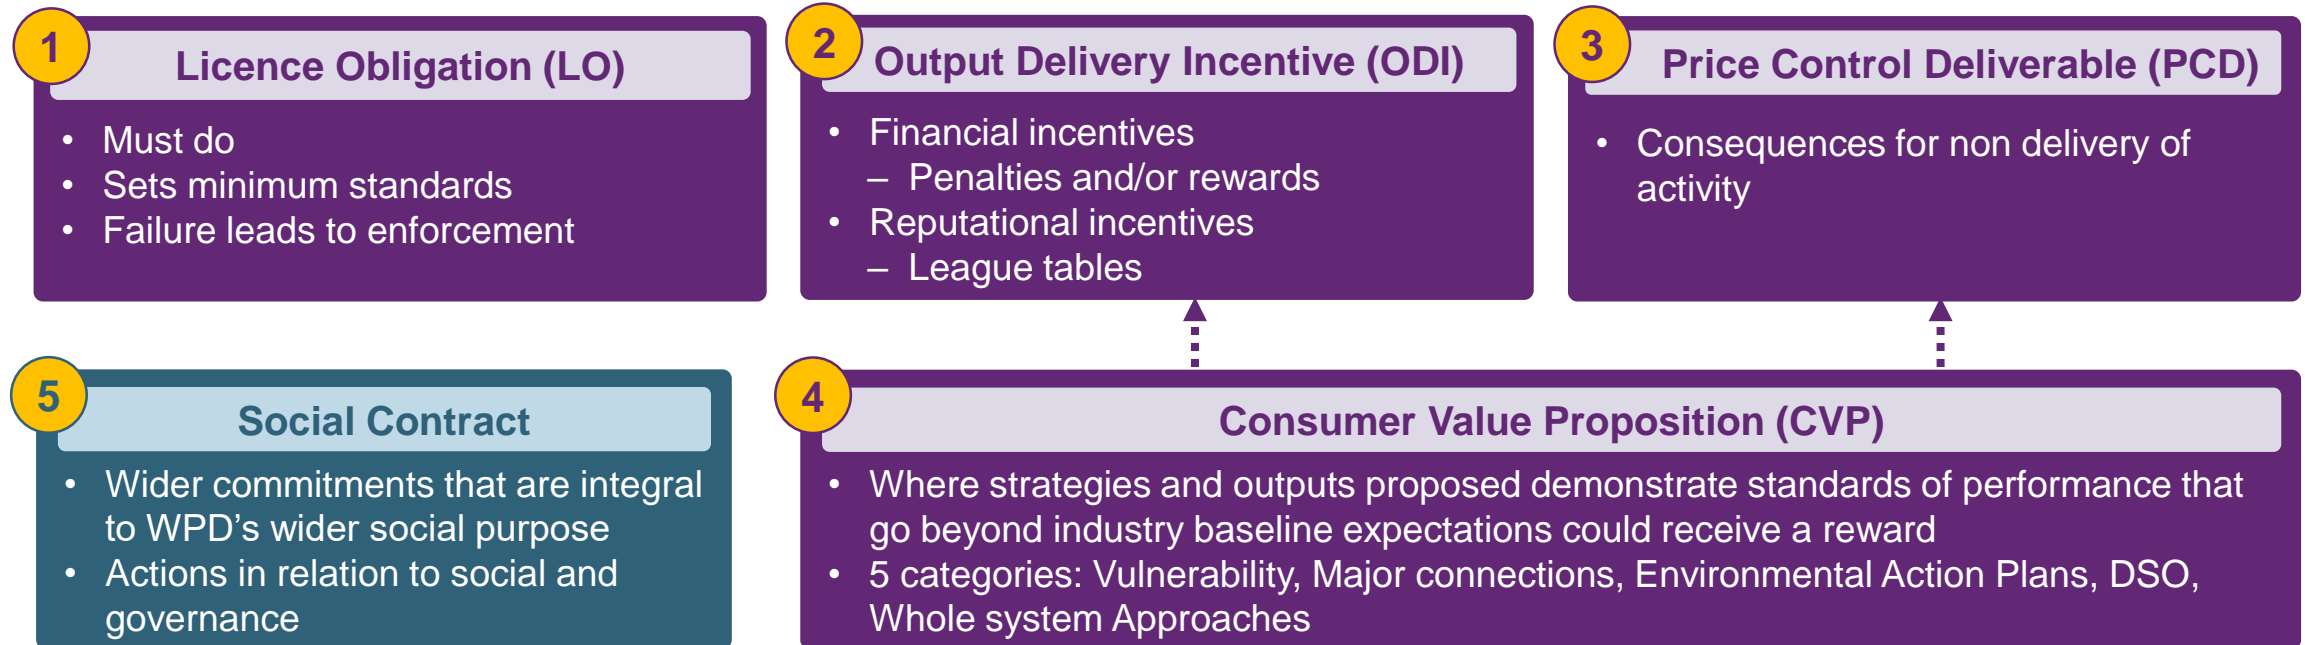 1
Licence Obligation (LO)
• Must do
• Sets minimum standards
• Failure leads to enforcement
2
Output Delivery Incentive (ODI)
• Financial incentives
– Penalties and/or rewards
• Reputational incentives
– League tables
3
Price Control Deliverable (PCD)
• Consequences for non delivery of
activity
5
Social Contract
• Wider commitments that are integral
to WPD’s wider social purpose
• Actions in relation to social and
governance
4
Consumer Value Proposition (CVP)
• Where strategies and outputs proposed demonstrate standards of performance that
go beyond industry baseline expectations could receive a reward
• 5 categories: Vulnerability, Major connections, Environmental Action Plans, DSO,
Whole system Approaches